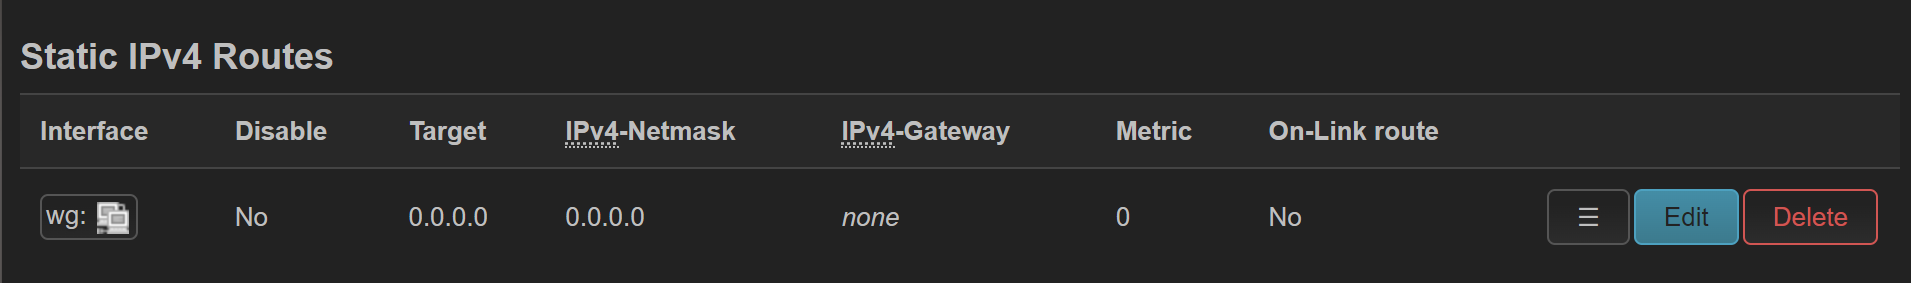 Static IPv4 Routes
Interface Disable Target IPv4-Netmask IPv4-Gateway Metric On-Link route
wg: No 0.0.0.0 0.0.0.0 none 0 No ☰ Edit Delete